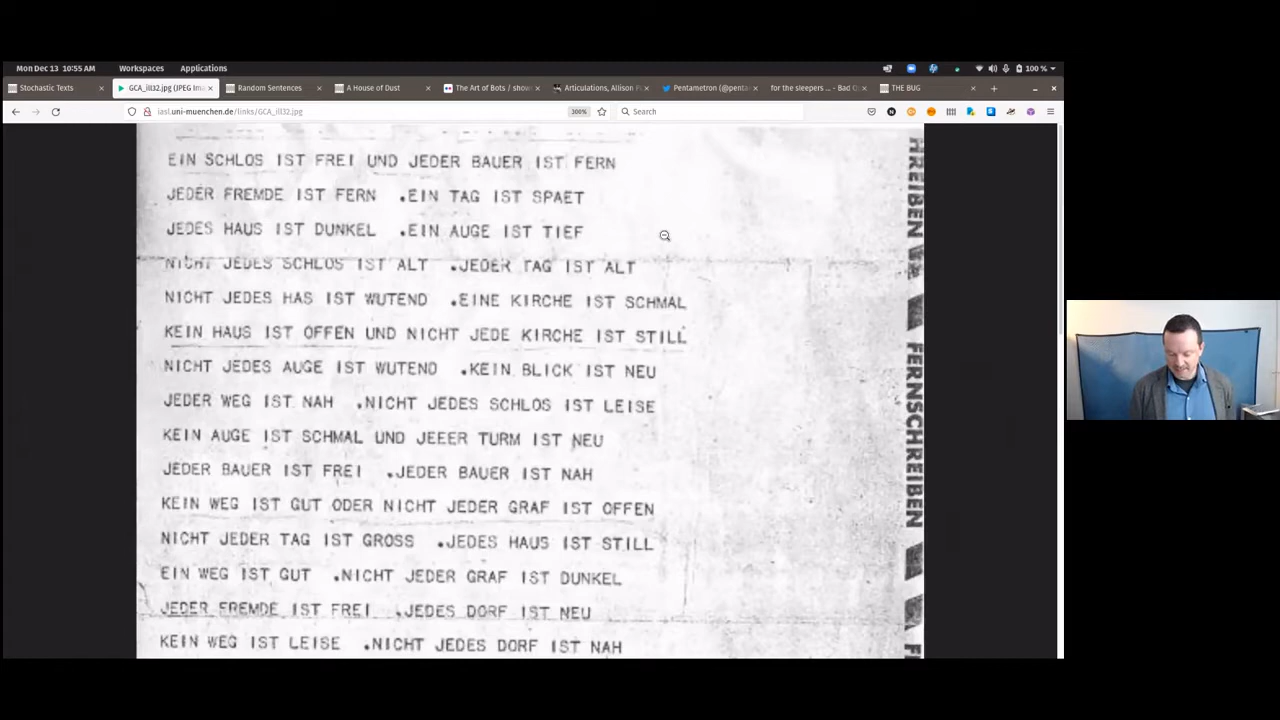 Mon Dec 13 10:55 AM Workspaces Applications 100 %
Stochastic Texts
GCA_ill32.jpg (JPEG Ima
Random Sentences
A House of Dust
The Art of Bots / show
Articulations, Allison P
Pentametron (@penta
for the sleepers ... – Bad Q
THE BUG
iasl.uni-muenchen.de/links/GCA_ill32.jpg 300% Search
EIN SCHLOS IST FREI UND JEDER BAUER IST FERN
JEDER FREMDE IST FERN .EIN TAG IST SPAET
JEDES HAUS IST DUNKEL .EIN AUGE IST TIEF
NICHT JEDES SCHLOS IST ALT .JEDER TAG IST ALT
NICHT JEDES HAS IST WUTEND .EINE KIRCHE IST SCHMAL
KEIN HAUS IST OFFEN UND NICHT JEDE KIRCHE IST STILL
NICHT JEDES AUGE IST WUTEND .KEIN BLICK IST NEU
JEDER WEG IST NAH .NICHT JEDES SCHLOS IST LEISE
KEIN AUGE IST SCHMAL UND JEEER TURM IST NEU
JEDER BAUER IST FREI .JEDER BAUER IST NAH
KEIN WEG IST GUT ODER NICHT JEDER GRAF IST OFFEN
NICHT JEDER TAG IST GROSS .JEDES HAUS IST STILL
EIN WEG IST GUT .NICHT JEDER GRAF IST DUNKEL
JEDER FREMDE IST FREI .JEDES DORF IST NEU
KEIN WEG IST LEISE .NICHT JEDES DORF IST NAH
HREIBEN
FERNSCHREIBEN